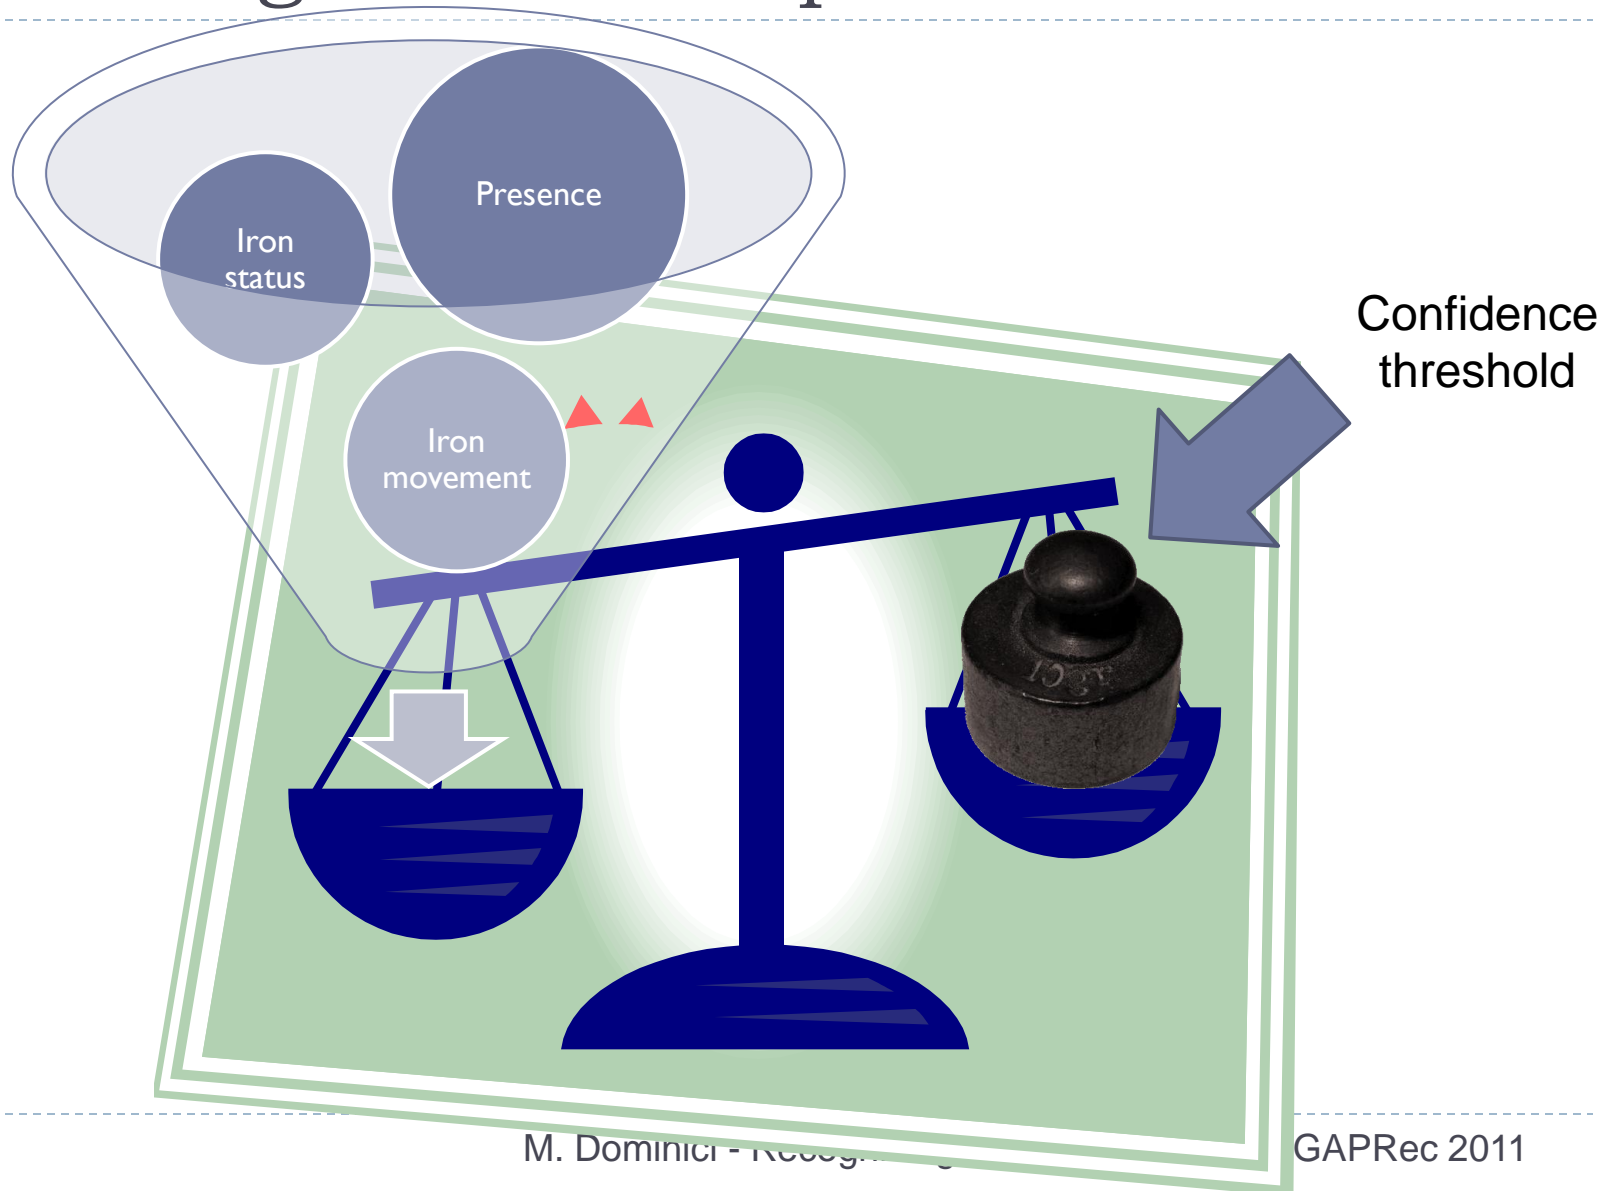 Presence
Iron
status
Confidence
threshold
Iron
movement
M. Dominici -
GAPRec 2011